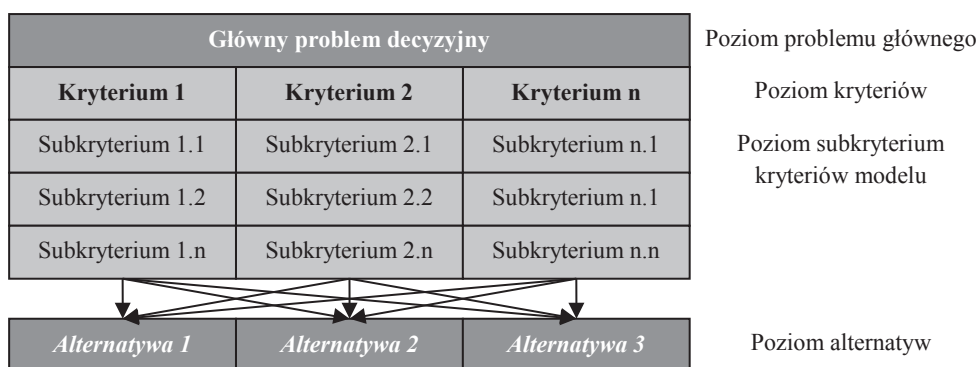 Główny problem decyzyjny Poziom problemu głównego
Kryterium 1 Kryterium 2 Kryterium n Poziom kryteriów
Subkryterium 1.1 Subkryterium 2.1 Subkryterium n.1 Poziom subkryterium
kryteriów modelu
Subkryterium 1.2 Subkryterium 2.2 Subkryterium n.1
Subkryterium 1.n Subkryterium 2.n Subkryterium n.n
Alternatywa 1 Alternatywa 2 Alternatywa 3 Poziom alternatyw